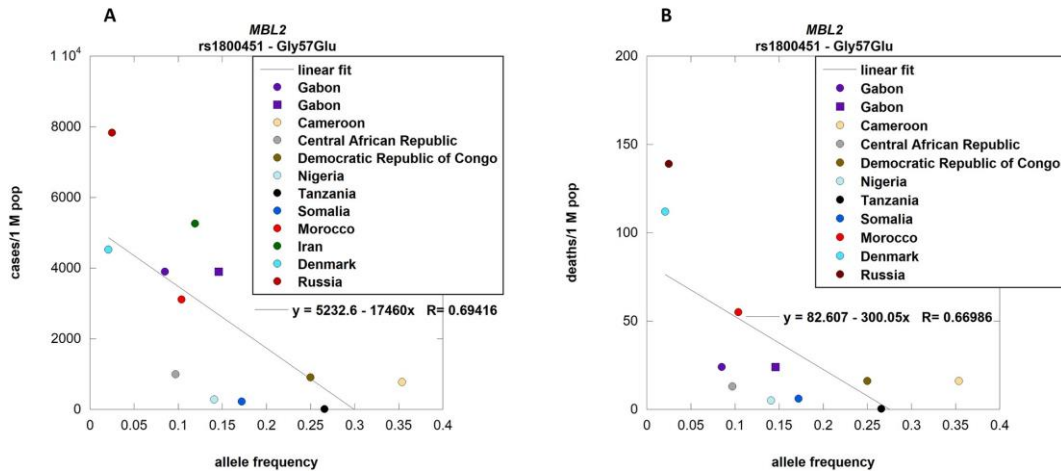 A
MBL2
rs1800451 - Gly57Glu
1 10⁴
8000
6000
4000
2000
0
cases/1 M pop
linear fit
Gabon
Gabon
Cameroon
Central African Republic
Democratic Republic of Congo
Nigeria
Tanzania
Somalia
Morocco
Iran
Denmark
Russia
y = 5232.6 - 17460x R= 0.69416
0 0.05 0.1 0.15 0.2 0.25 0.3 0.35 0.4
allele frequency
B
MBL2
rs1800451 - Gly57Glu
200
150
100
50
0
deaths/1 M pop
linear fit
Gabon
Gabon
Cameroon
Central African Republic
Democratic Republic of Congo
Nigeria
Tanzania
Somalia
Morocco
Denmark
Russia
y = 82.607 - 300.05x R= 0.66986
0 0.05 0.1 0.15 0.2 0.25 0.3 0.35 0.4
allele frequency